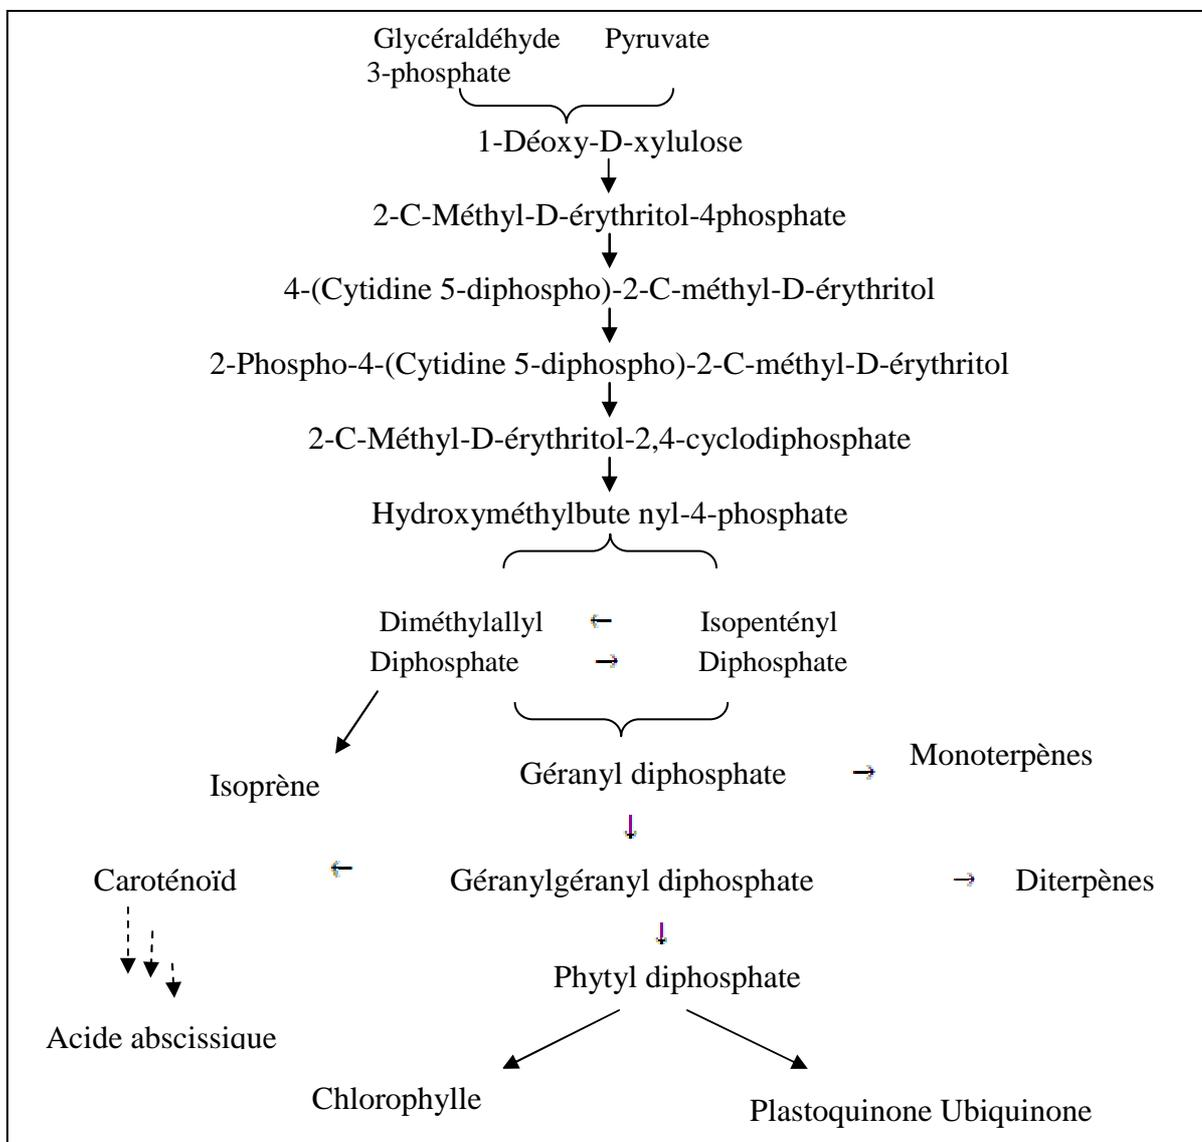 Glycéraldéhyde Pyruvate
3-phosphate
1-Déoxy-D-xylulose
2-C-Méthyl-D-érythritol-4phosphate
4-(Cytidine 5-diphospho)-2-C-méthyl-D-érythritol
2-Phospho-4-(Cytidine 5-diphospho)-2-C-méthyl-D-érythritol
2-C-Méthyl-D-érythritol-2,4-cyclodiphosphate
Hydroxyméthylbute nyl-4-phosphate
Diméthylallyl ← Isopentényl
Diphosphate → Diphosphate
Isoprène
Géranyl diphosphate → Monoterpènes
↓
Caroténoïd ← Géranylgéranyl diphosphate → Diterpènes
↓
Phytyl diphosphate
Acide abscissique
Chlorophylle
Plastoquinone Ubiquinone